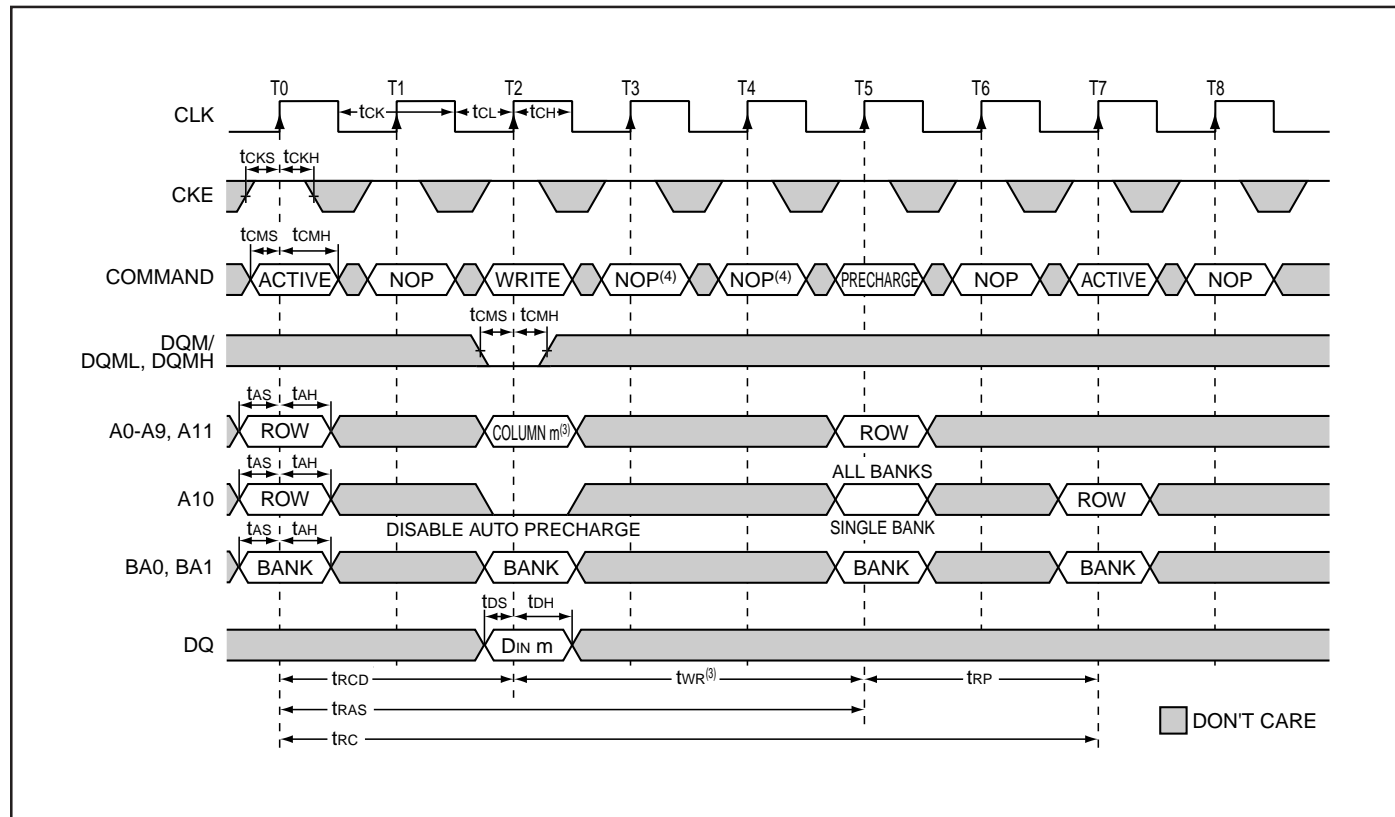 T0 T1 T2 T3 T4 T5 T6 T7 T8
CLK tCK tCL tCH
tCKS tCKH
CKE
tCMS tCMH
COMMAND ACTIVE NOP WRITE NOP(4) NOP(4) PRECHARGE NOP ACTIVE NOP
tCMS tCMH
DQM/
DQML, DQMH
tAS tAH
A0-A9, A11 ROW COLUMN m(3) ROW
tAS tAH ALL BANKS
A10 ROW ROW
DISABLE AUTO PRECHARGE SINGLE BANK
tAS tAH
BA0, BA1 BANK BANK BANK BANK
tDS tDH
DQ DIN m
tRCD tWR(3) tRP
tRAS
DON'T CARE
tRC